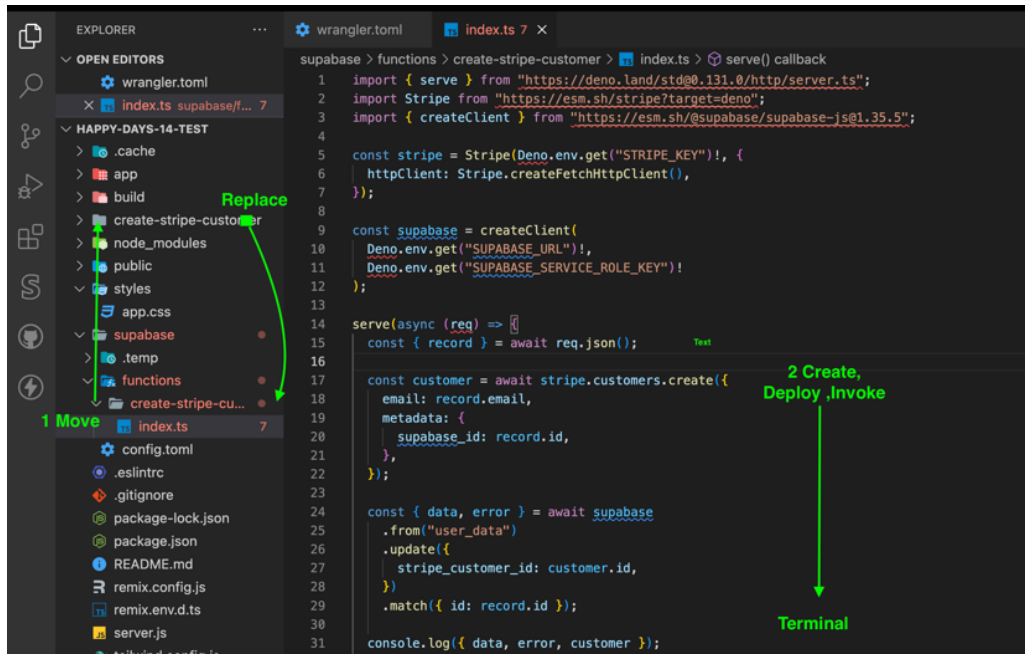 EXPLORER
wrangler.toml
index.ts 7
OPEN EDITORS
wrangler.toml
index.ts supabase/f... 7
HAPPY-DAYS-14-TEST
.cache
app
build
create-stripe-customer
node_modules
public
styles
app.css
supabase
.temp
functions
create-stripe-cu...
index.ts 7
config.toml
.eslintrc
.gitignore
package-lock.json
package.json
README.md
remix.config.js
remix.env.d.ts
server.js
Replace
1 Move
supabase > functions > create-stripe-customer > index.ts > serve() callback
1 import { serve } from "https://deno.land/std@0.131.0/http/server.ts";
2 import Stripe from "https://esm.sh/stripe?target=deno";
3 import { createClient } from "https://esm.sh/@supabase/supabase-js@1.35.5";
4
5 const stripe = Stripe(Deno.env.get("STRIPE_KEY")!, {
6 httpClient: Stripe.createFetchHttpClient(),
7 });
8
9 const supabase = createClient(
10 Deno.env.get("SUPABASE_URL")!,
11 Deno.env.get("SUPABASE_SERVICE_ROLE_KEY")!
12 );
13
14 serve(async (req) => {
15 const { record } = await req.json();
16
17 const customer = await stripe.customers.create({
18 email: record.email,
19 metadata: {
20 supabase_id: record.id,
21 },
22 });
23
24 const { data, error } = await supabase
25 .from("user_data")
26 .update({
27 stripe_customer_id: customer.id,
28 })
29 .match({ id: record.id });
30
31 console.log({ data, error, customer });
Text
2 Create,
Deploy ,Invoke
Terminal